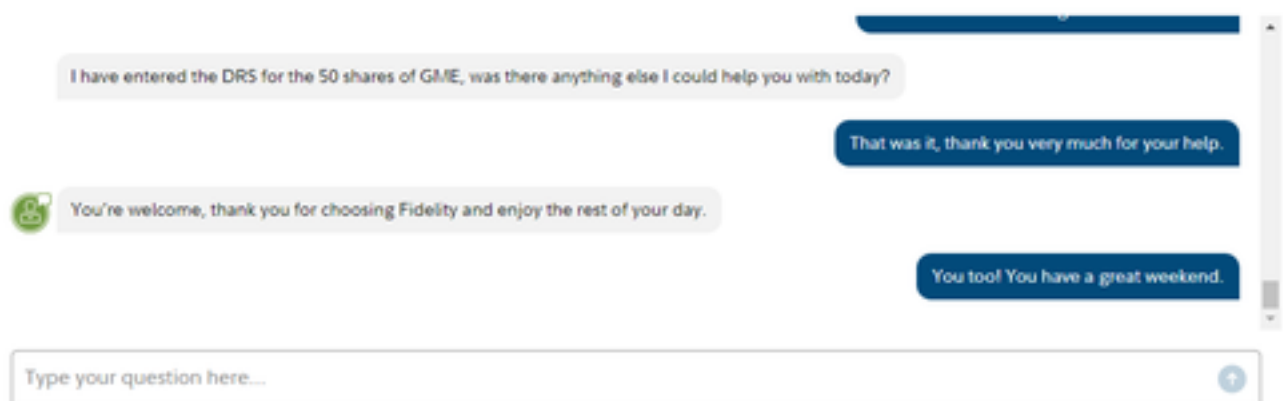 I have entered the DRS for the 50 shares of GME, was there anything else I could help you with today?
That was it, thank you very much for your help.
You're welcome, thank you for choosing Fidelity and enjoy the rest of your day.
You too! You have a great weekend.
Type your question here...